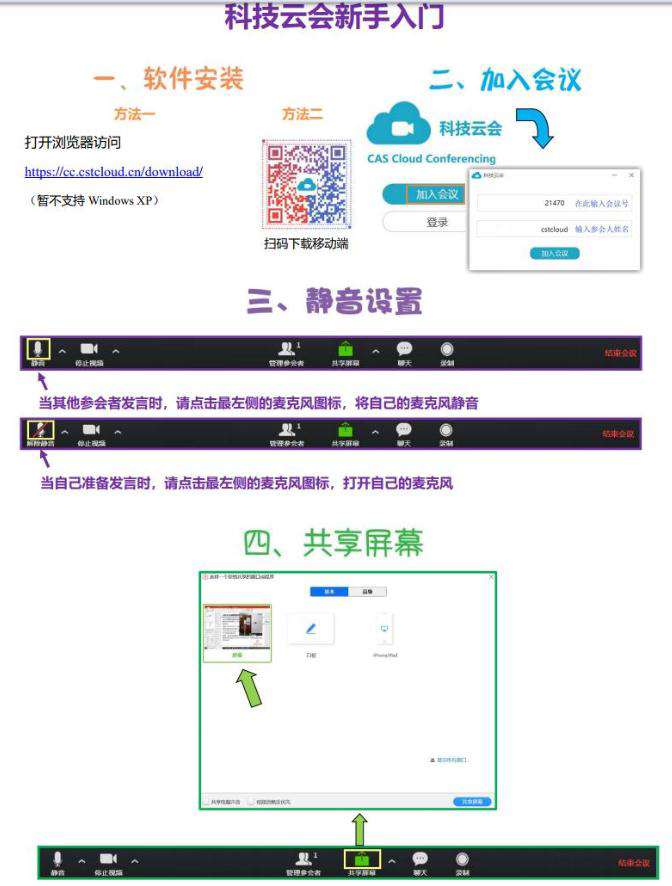 科技云会新手入门
一、软件安装
方法一
打开浏览器访问
https://cc.cstcloud.cn/download/
（暂不支持 Windows XP）
方法二
扫码下载移动端
二、加入会议
科技云会
CAS Cloud Conferencing
加入会议
登录
科技云会
21470 在此输入会议号
cstcloud 输入参会人姓名
加入会议
三、静音设置
静音 停止视频 1 管理参会者 共享屏幕 聊天 录制 结束会议
当其他参会者发言时，请点击最左侧的麦克风图标，将自己的麦克风静音
解除静音 停止视频 1 管理参会者 共享屏幕 聊天 录制 结束会议
当自己准备发言时，请点击最左侧的麦克风图标，打开自己的麦克风
四、共享屏幕
选择一个您想共享的窗口或程序
基本 高级
屏幕 白板 iPhone/iPad
显示所有窗口
共享电脑声音 视频流畅度优先 共享屏幕
静音 停止视频 1 管理参会者 共享屏幕 聊天 录制 结束会议